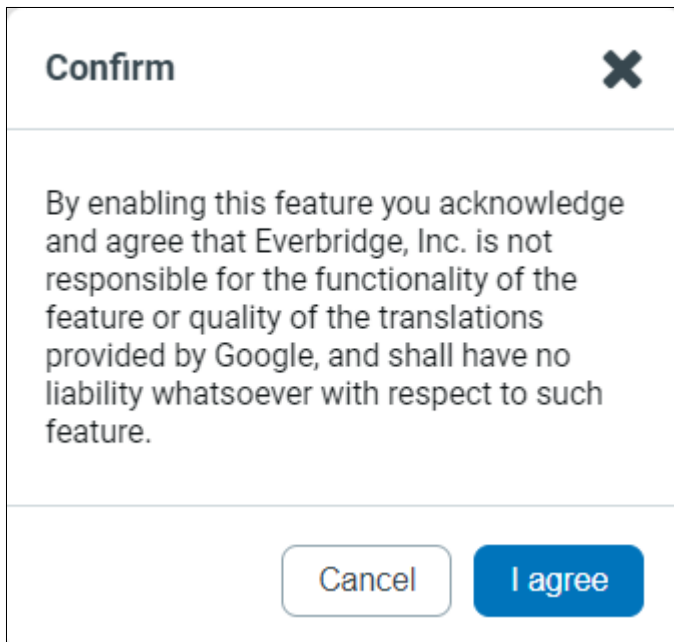 Confirm
By enabling this feature you acknowledge
and agree that Everbridge, Inc. is not
responsible for the functionality of the
feature or quality of the translations
provided by Google, and shall have no
liability whatsoever with respect to such
feature.
Cancel
I agree